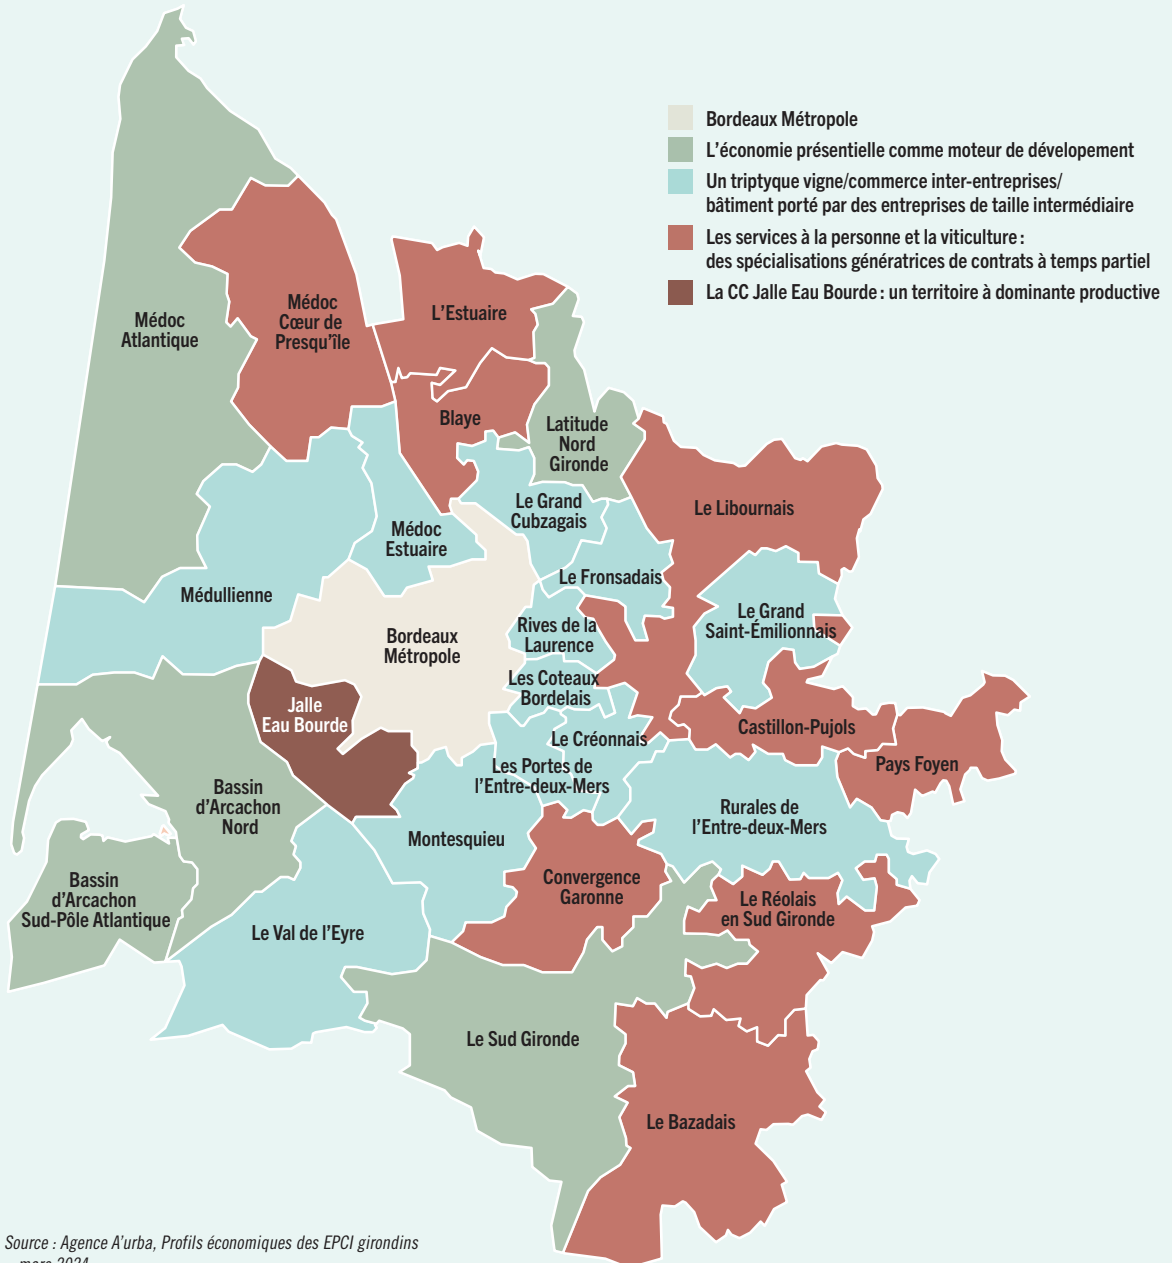 Bordeaux Métropole
L'économie présentielle comme moteur de dévelopement
Un triptyque vigne/commerce inter-entreprises/
bâtiment porté par des entreprises de taille intermédiaire
Les services à la personne et la viticulture :
des spécialisations génératrices de contrats à temps partiel
La CC Jalle Eau Bourde : un territoire à dominante productive
Médoc
Atlantique
Médoc
Cœur de
Presqu'île
L'Estuaire
Blaye
Latitude
Nord
Gironde
Le Libournais
Le Grand
Cubzagais
Médoc
Estuaire
Le Fronsadais
Médullienne
Le Grand
Saint-Émilionnais
Rives de la
Laurence
Bordeaux
Métropole
Les Coteaux
Bordelais
Jalle
Eau Bourde
Castillon-Pujols
Le Créonnais
Pays Foyen
Les Portes de
l'Entre-deux-Mers
Bassin
d'Arcachon
Nord
Rurales de
l'Entre-deux-Mers
Montesquieu
Bassin
d'Arcachon
Sud-Pôle Atlantique
Convergence
Garonne
Le Réolais
en Sud Gironde
Le Val de l'Eyre
Le Sud Gironde
Le Bazadais
Source : Agence A'urba, Profils économiques des EPCI girondins